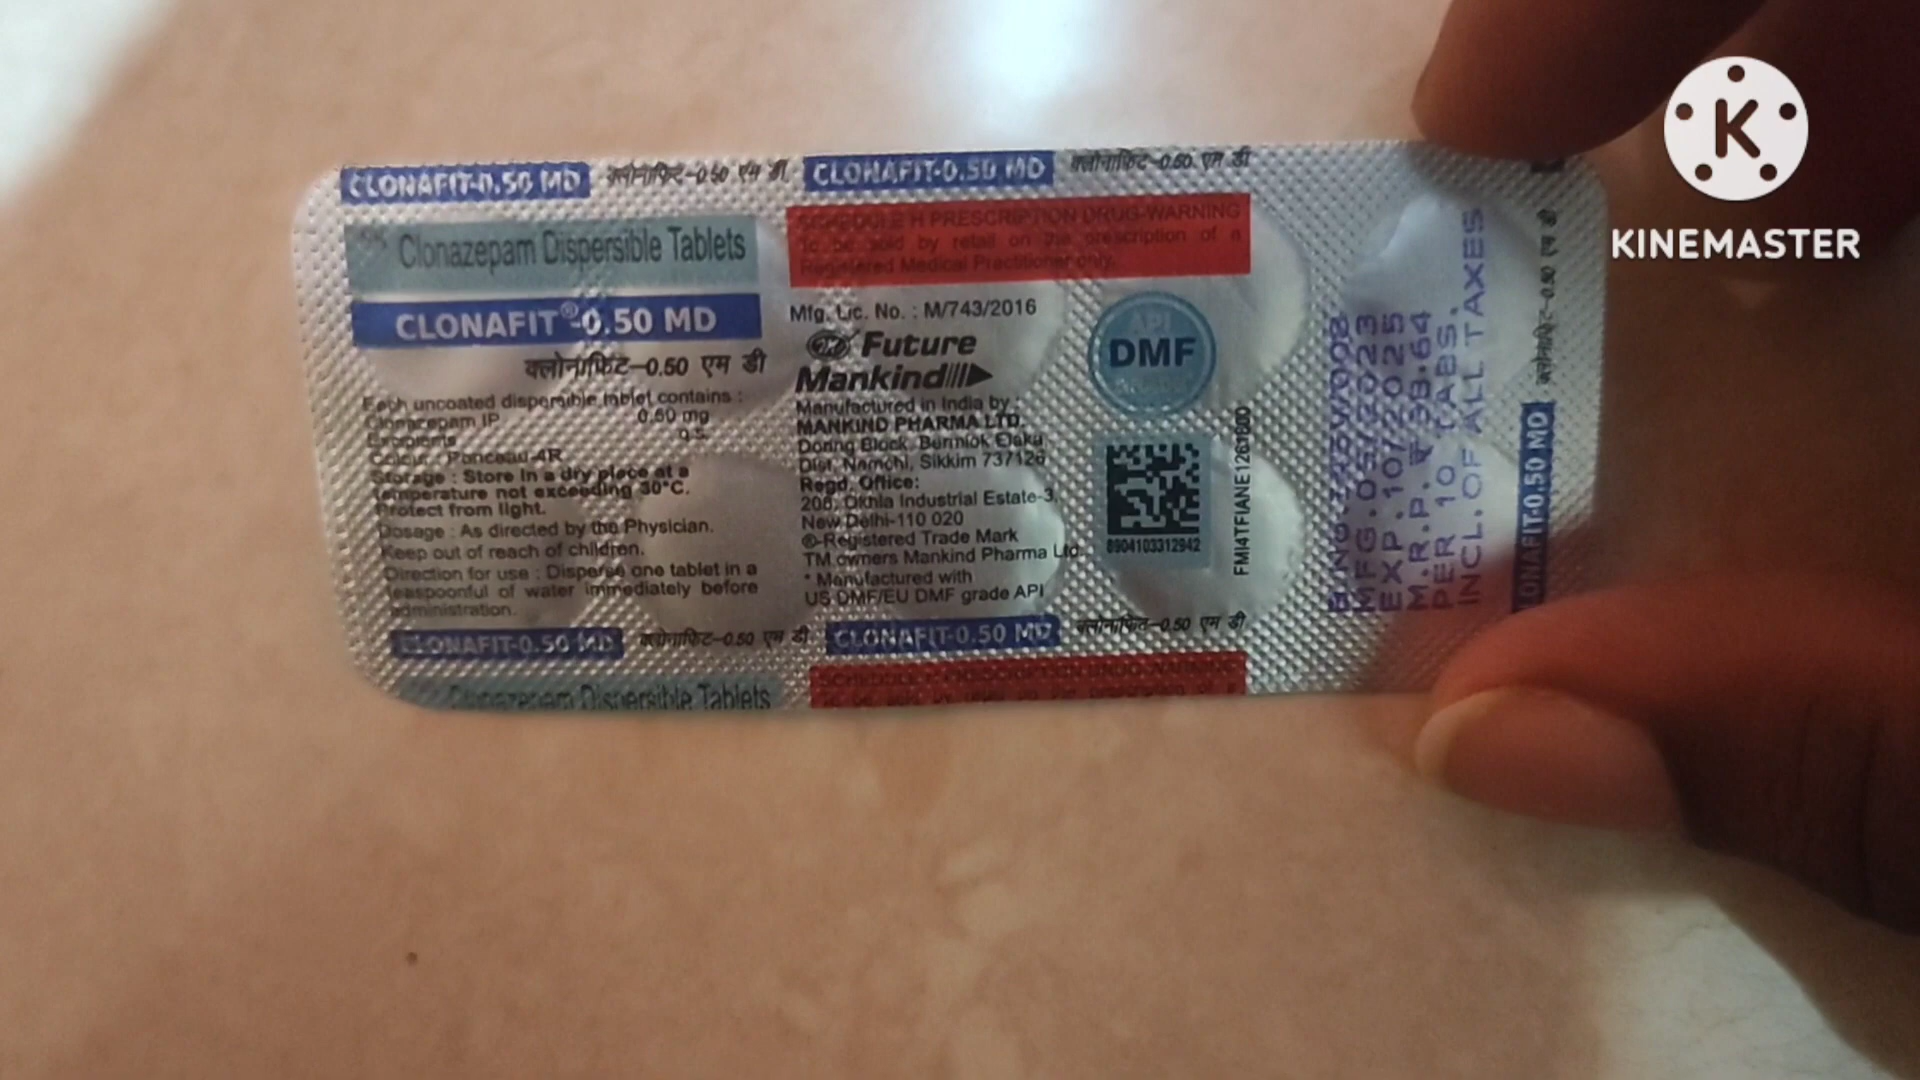 CLONAFIT-0.50 MD क्लोनाफिट-0.50 एम डी CLONAFIT-0.50 MD क्लोनाफिट-0.50 एम डी
Clonazepam Dispersible Tablets
CLONAFIT®-0.50 MD
क्लोनाफिट-0.50 एम डी
Each uncoated dispersible tablet contains :
Clonazepam IP 0.50 mg
Excipients q.s.
Colour : Ponceau 4R
Storage : Store in a dry place at a
temperature not exceeding 30°C.
Protect from light.
Dosage : As directed by the Physician.
Keep out of reach of children.
Direction for use : Disperse one tablet in a
teaspoonful of water immediately before
administration.
SCHEDULE H PRESCRIPTION DRUG-WARNING
To be sold by retail on the prescription of a
Registered Medical Practitioner only.
Mfg. Lic. No. : M/743/2016
Future
Mankind
Manufactured in India by :
MANKIND PHARMA LTD.
Dist. Namchi, Sikkim 737126
Regd. Office:
208, Okhla Industrial Estate-3,
New Delhi-110 020
®-Registered Trade Mark
TM owners Mankind Pharma Ltd.
* Manufactured with
US DMF/EU DMF grade API
API
DMF
8904103312942
FMI4TFIANE1261800
MFG.05/2023
EXP.10/2025
M.R.P. ₹
PER 10 TABS.
INCL.OF ALL TAXES
क्लोनाफिट-0.50 एम डी
CLONAFIT-0.50 MD
CLONAFIT-0.50 MD क्लोनाफिट-0.50 एम डी CLONAFIT-0.50 MD क्लोनाफिट-0.50 एम डी
Clonazepam Dispersible Tablets
SCHEDULE H PRESCRIPTION DRUG-WARNING
K
KINEMASTER